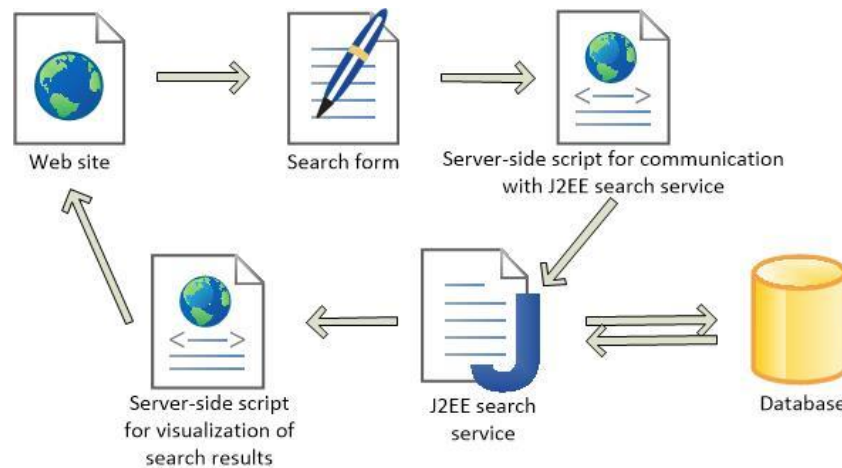 Web site
Search form
Server-side script for communication
with J2EE search service
Server-side script
for visualization of
search results
J2EE search
service
Database